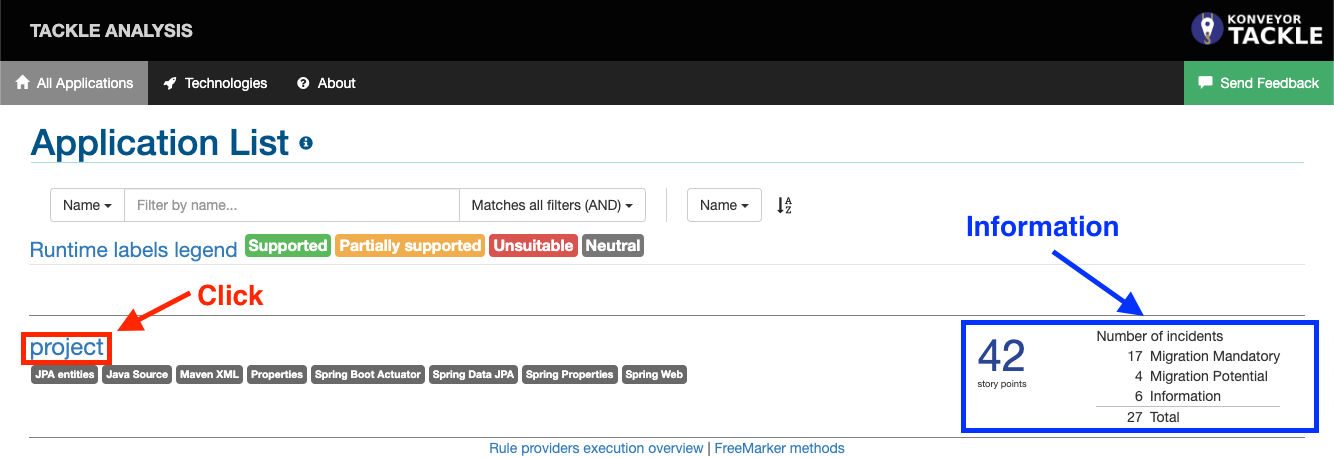 TACKLE ANALYSIS
KONVEYOR
TACKLE
All Applications Technologies About Send Feedback
Application List
Name Filter by name... Matches all filters (AND) Name
Information
Runtime labels legend Supported Partially supported Unsuitable Neutral
Click
project
JPA entities Java Source Maven XML Properties Spring Boot Actuator Spring Data JPA Spring Properties Spring Web
42
story points
Number of incidents
17 Migration Mandatory
4 Migration Potential
6 Information
27 Total
Rule providers execution overview | FreeMarker methods